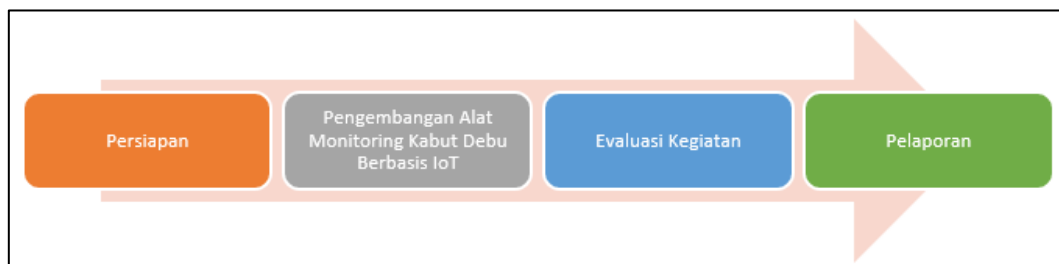 Persiapan
Pengembangan Alat
Monitoring Kabut Debu
Berbasis IoT
Evaluasi Kegiatan
Pelaporan